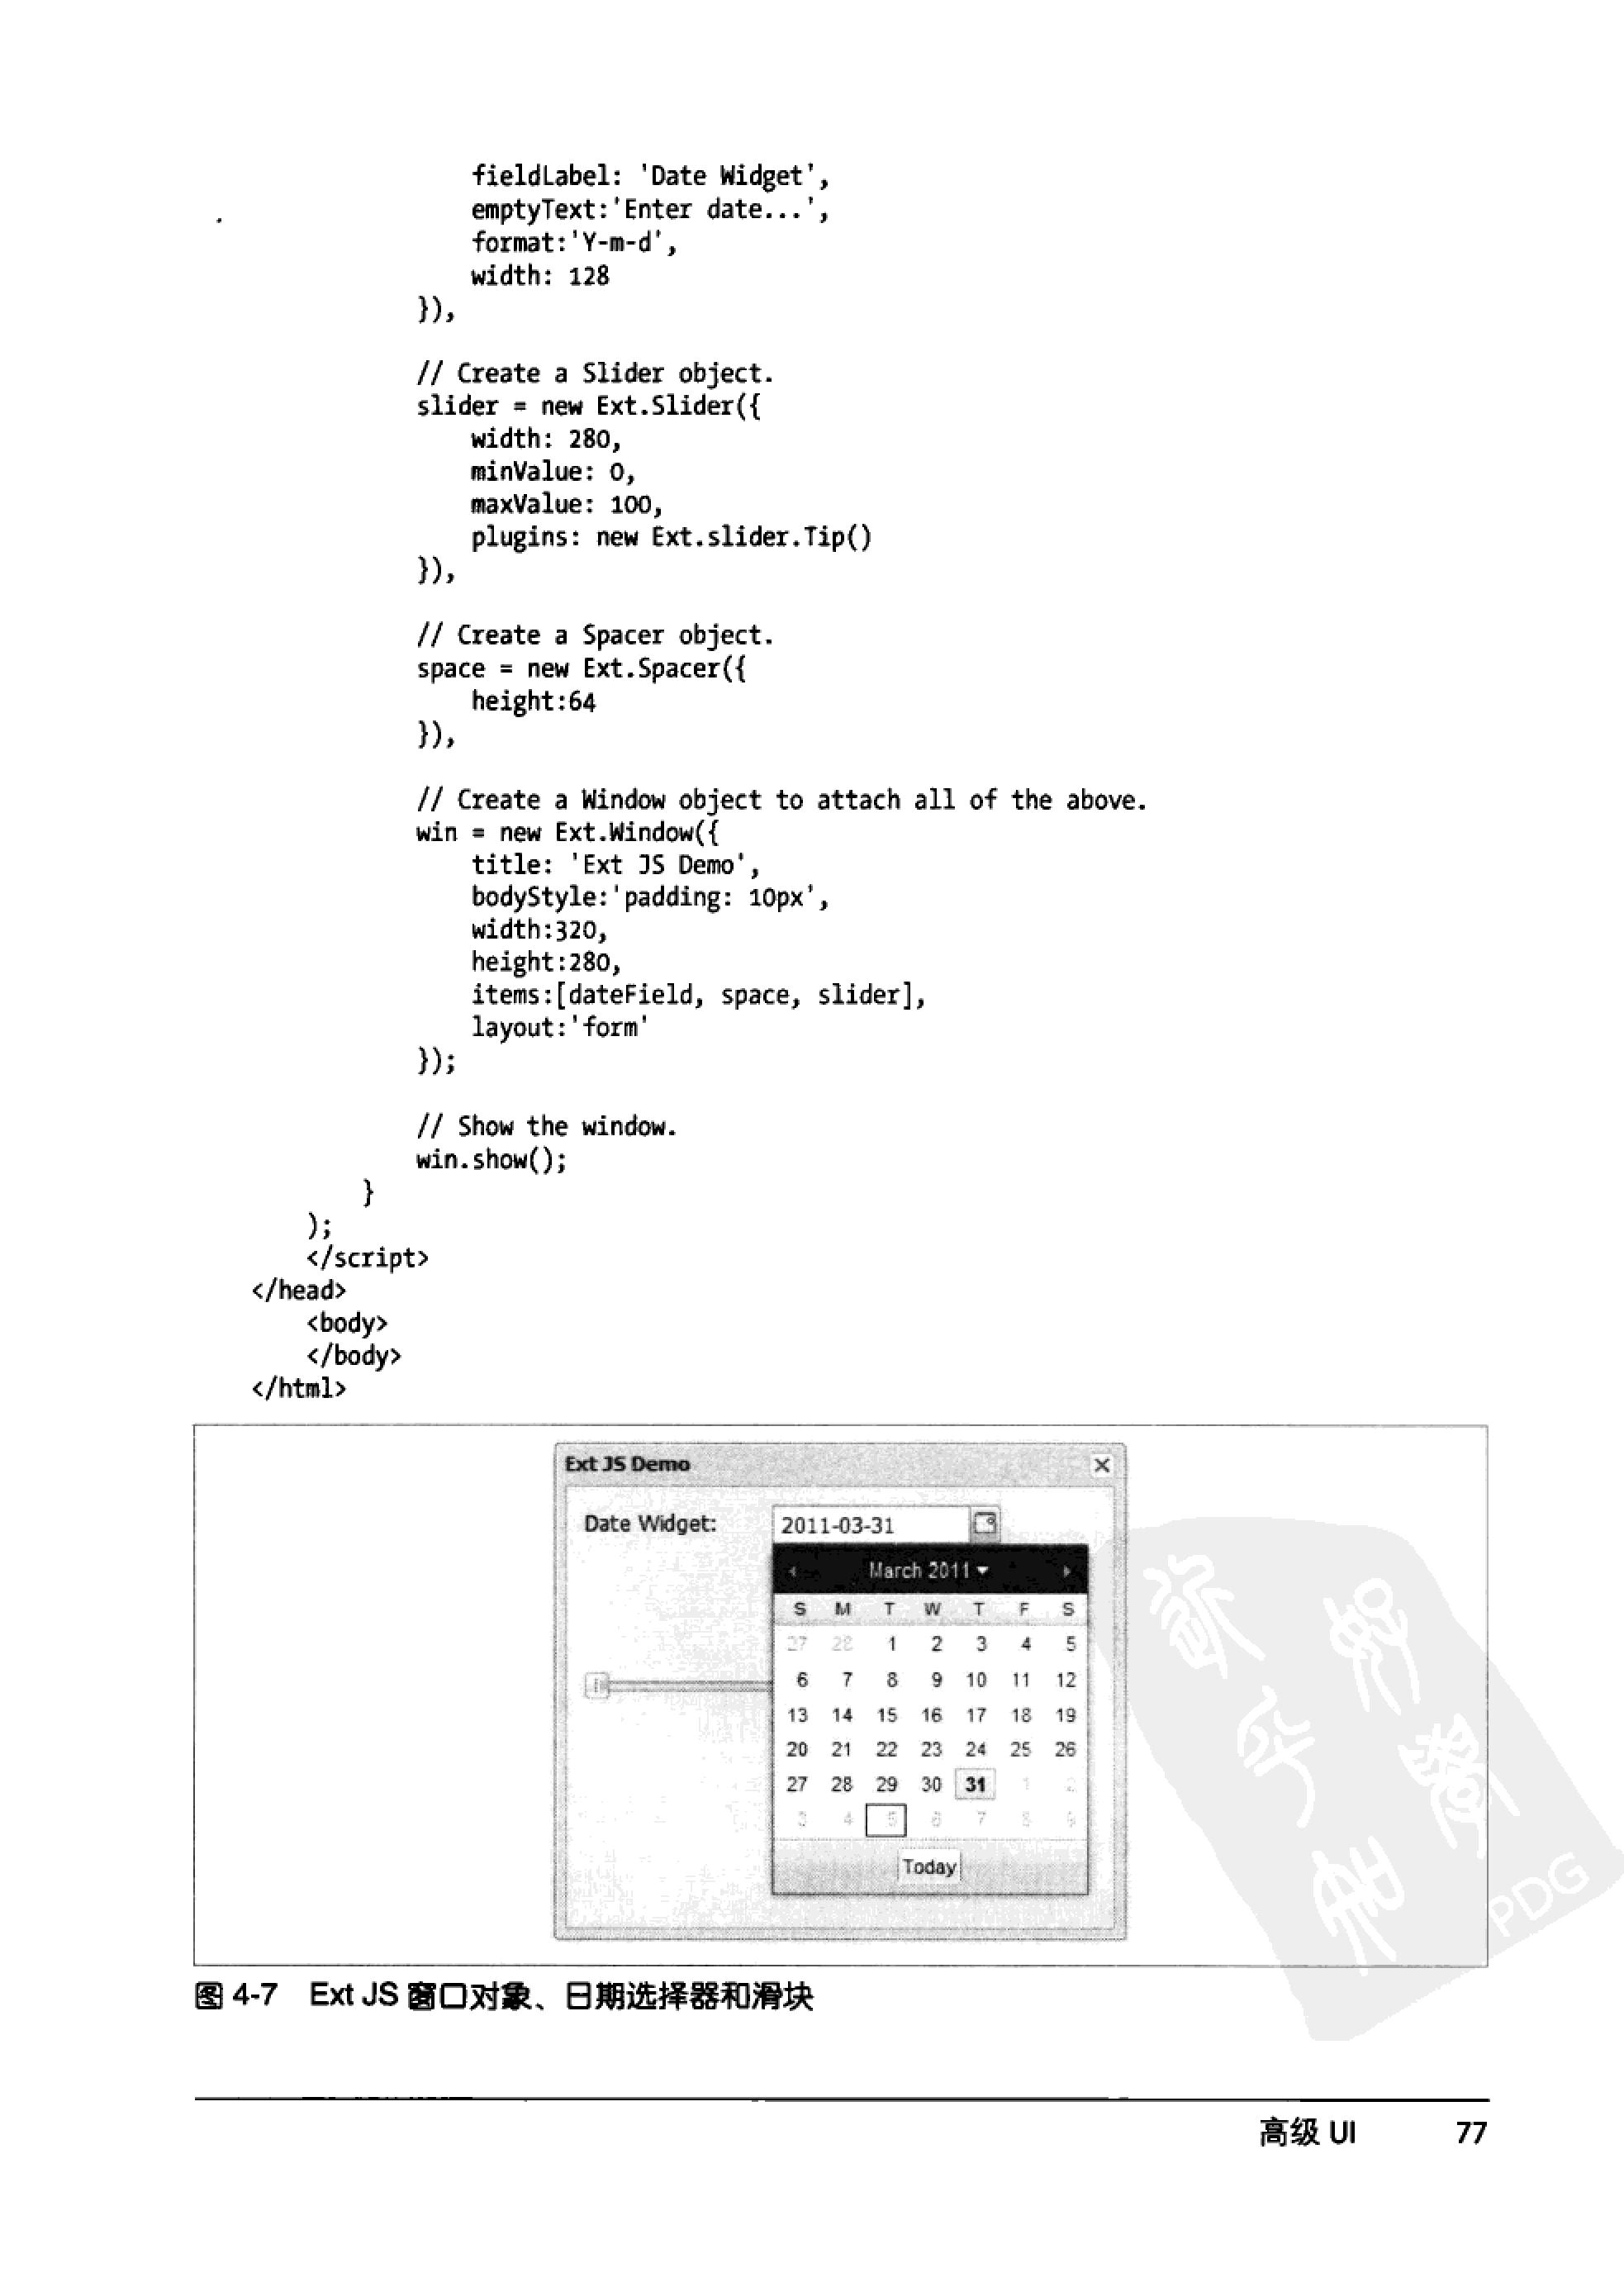 fieldLabel: 'Date Widget',
emptyText:'Enter date...',
format:'Y-m-d',
width: 128
}),
// Create a Slider object.
slider = new Ext.Slider({
width: 280,
minValue: 0,
maxValue: 100,
plugins: new Ext.slider.Tip()
}),
// Create a Spacer object.
space = new Ext.Spacer({
height:64
}),
// Create a Window object to attach all of the above.
win = new Ext.Window({
title: 'Ext JS Demo',
bodyStyle:'padding: 10px',
width:320,
height:280,
items:[dateField, space, slider],
layout:'form'
});
// Show the window.
win.show();
}
);
</script>
</head>
<body>
</body>
</html>
Ext JS Demo
Date Widget: 2011-03-31
March 2011
S M T W T F S
27 28 1 2 3 4 5
6 7 8 9 10 11 12
13 14 15 16 17 18 19
20 21 22 23 24 25 26
27 28 29 30 31 1 2
3 4 5 6 7 8 9
Today
PDG
图 4-7 Ext JS 窗口对象、日期选择器和滑块
高级 UI 77